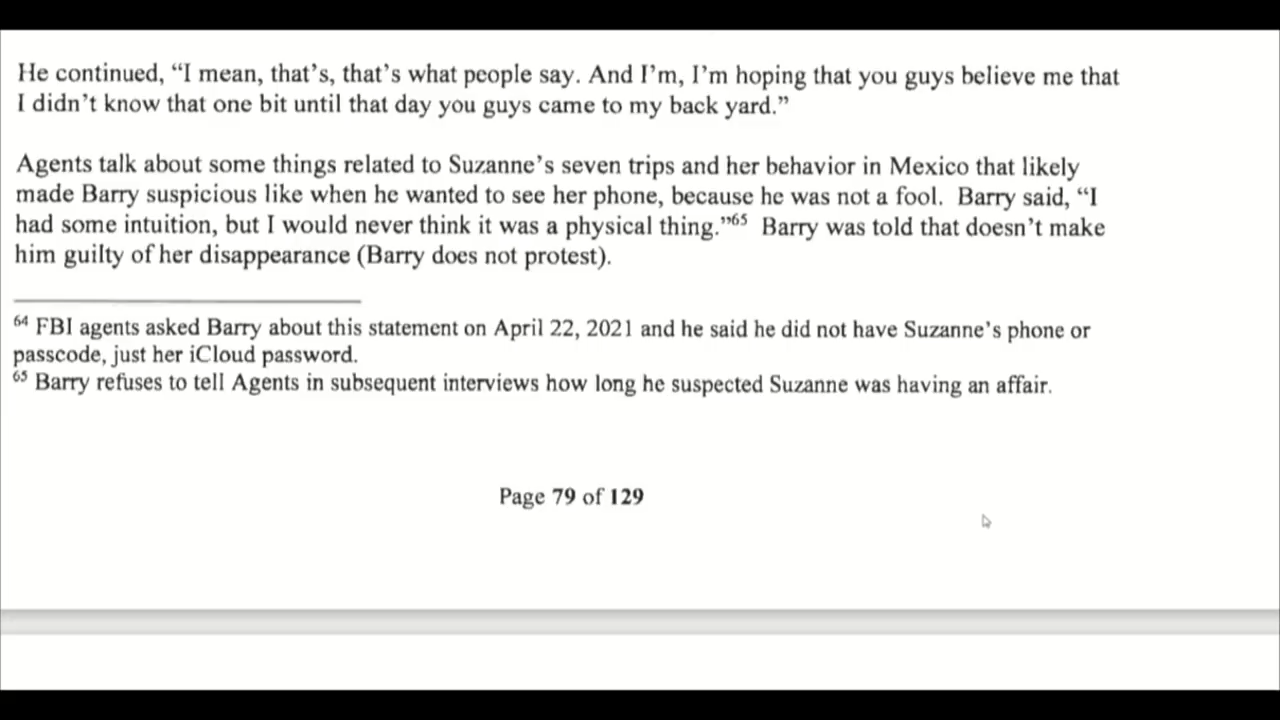 He continued, “I mean, that’s, that’s what people say. And I’m, I’m hoping that you guys believe me that
I didn’t know that one bit until that day you guys came to my back yard.”
Agents talk about some things related to Suzanne’s seven trips and her behavior in Mexico that likely
made Barry suspicious like when he wanted to see her phone, because he was not a fool. Barry said, “I
had some intuition, but I would never think it was a physical thing.”65 Barry was told that doesn’t make
him guilty of her disappearance (Barry does not protest).
64 FBI agents asked Barry about this statement on April 22, 2021 and he said he did not have Suzanne’s phone or
passcode, just her iCloud password.
65 Barry refuses to tell Agents in subsequent interviews how long he suspected Suzanne was having an affair.
Page 79 of 129